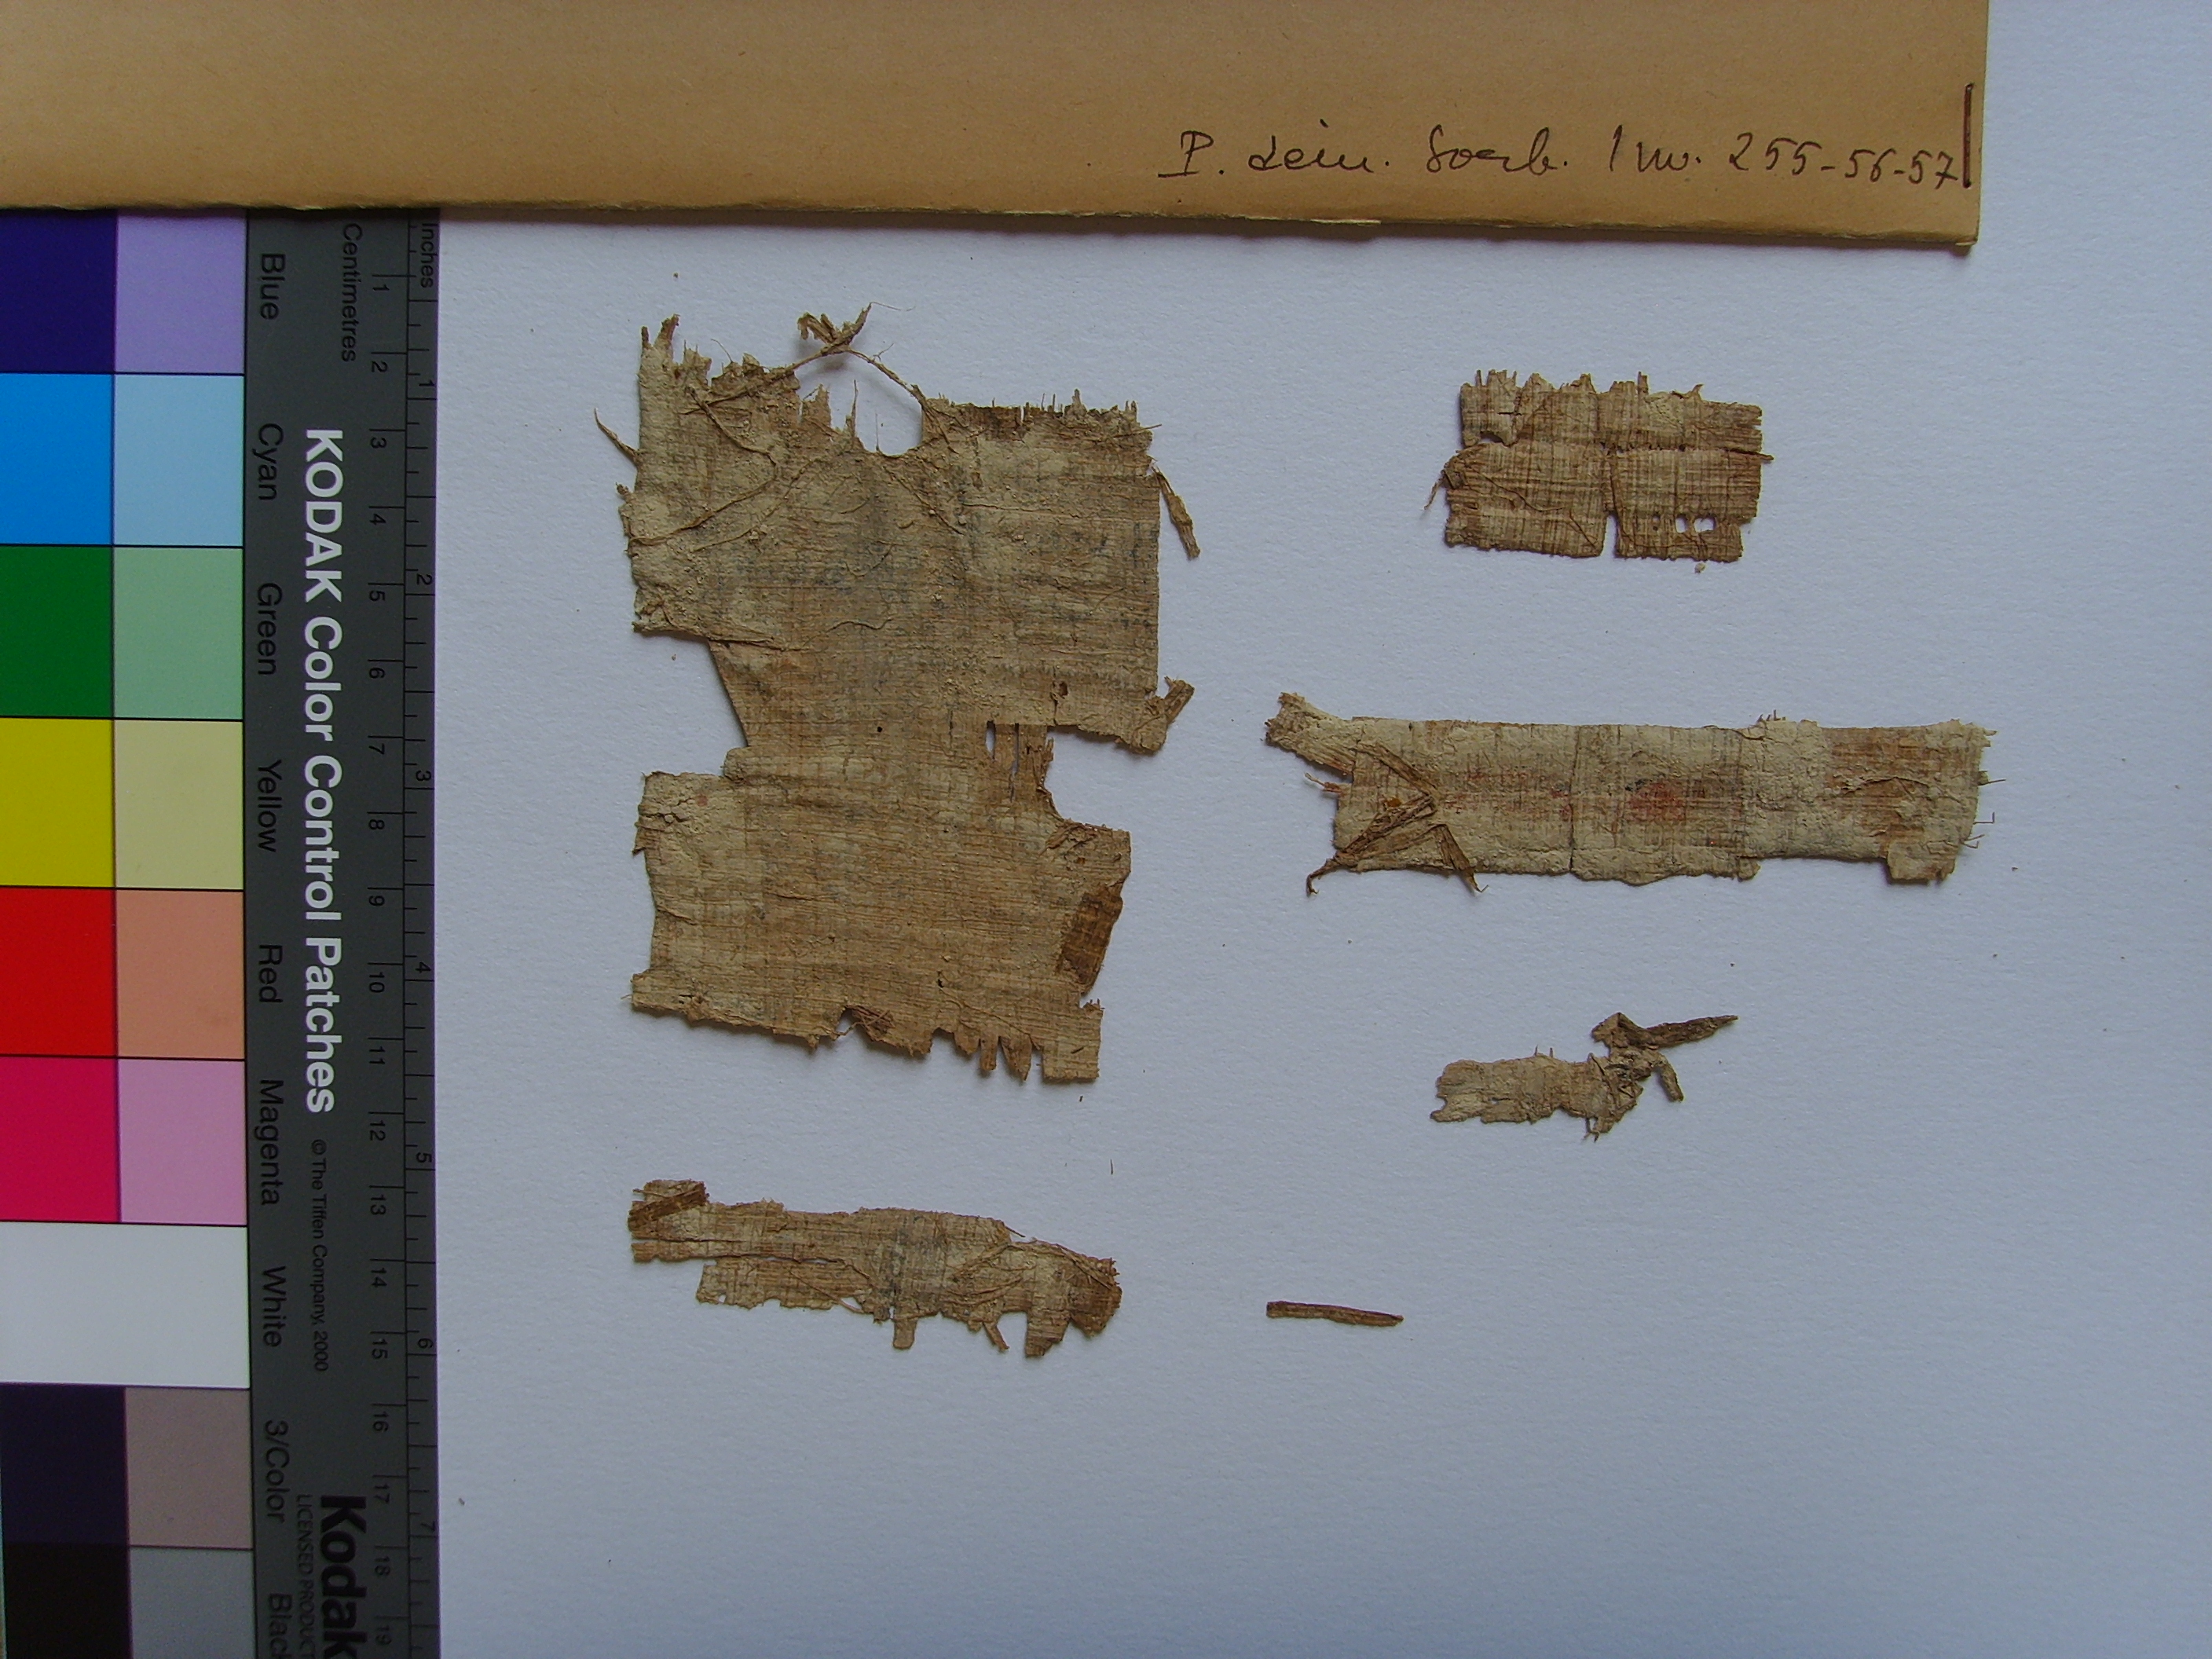 P. dem. Sorb. Inv. 255-56-57
Inches
1
2
3
4
5
6
7
Centimetres
1
2
3
4
5
6
7
8
9
10
11
12
13
14
15
16
17
18
19
KODAK Color Control Patches
© The Tiffen Company, 2000
Kodak
LICENSED PRODUCT
Blue
Cyan
Green
Yellow
Red
Magenta
White
3/Color
Black